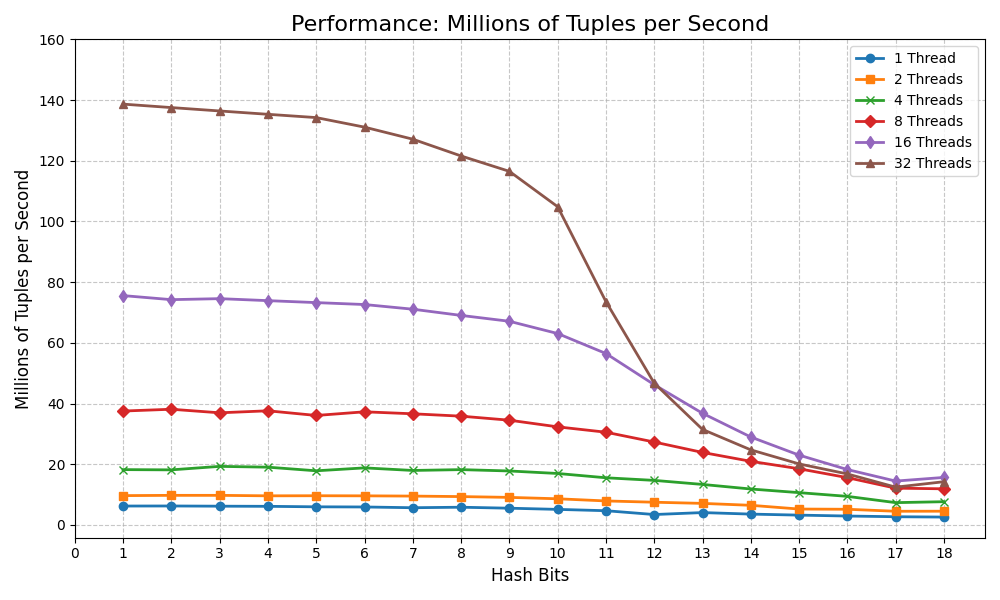 Performance: Millions of Tuples per Second
Millions of Tuples per Second
160
140
120
100
80
60
40
20
0
1 Thread
2 Threads
4 Threads
8 Threads
16 Threads
32 Threads
0 1 2 3 4 5 6 7 8 9 10 11 12 13 14 15 16 17 18
Hash Bits